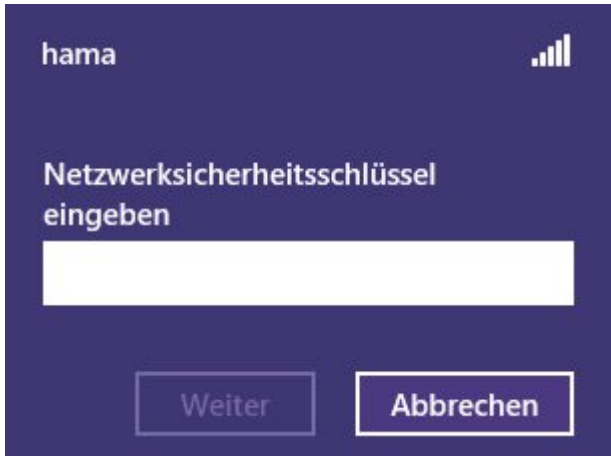 hama
Netzwerksicherheitsschlüssel
eingeben
Weiter
Abbrechen